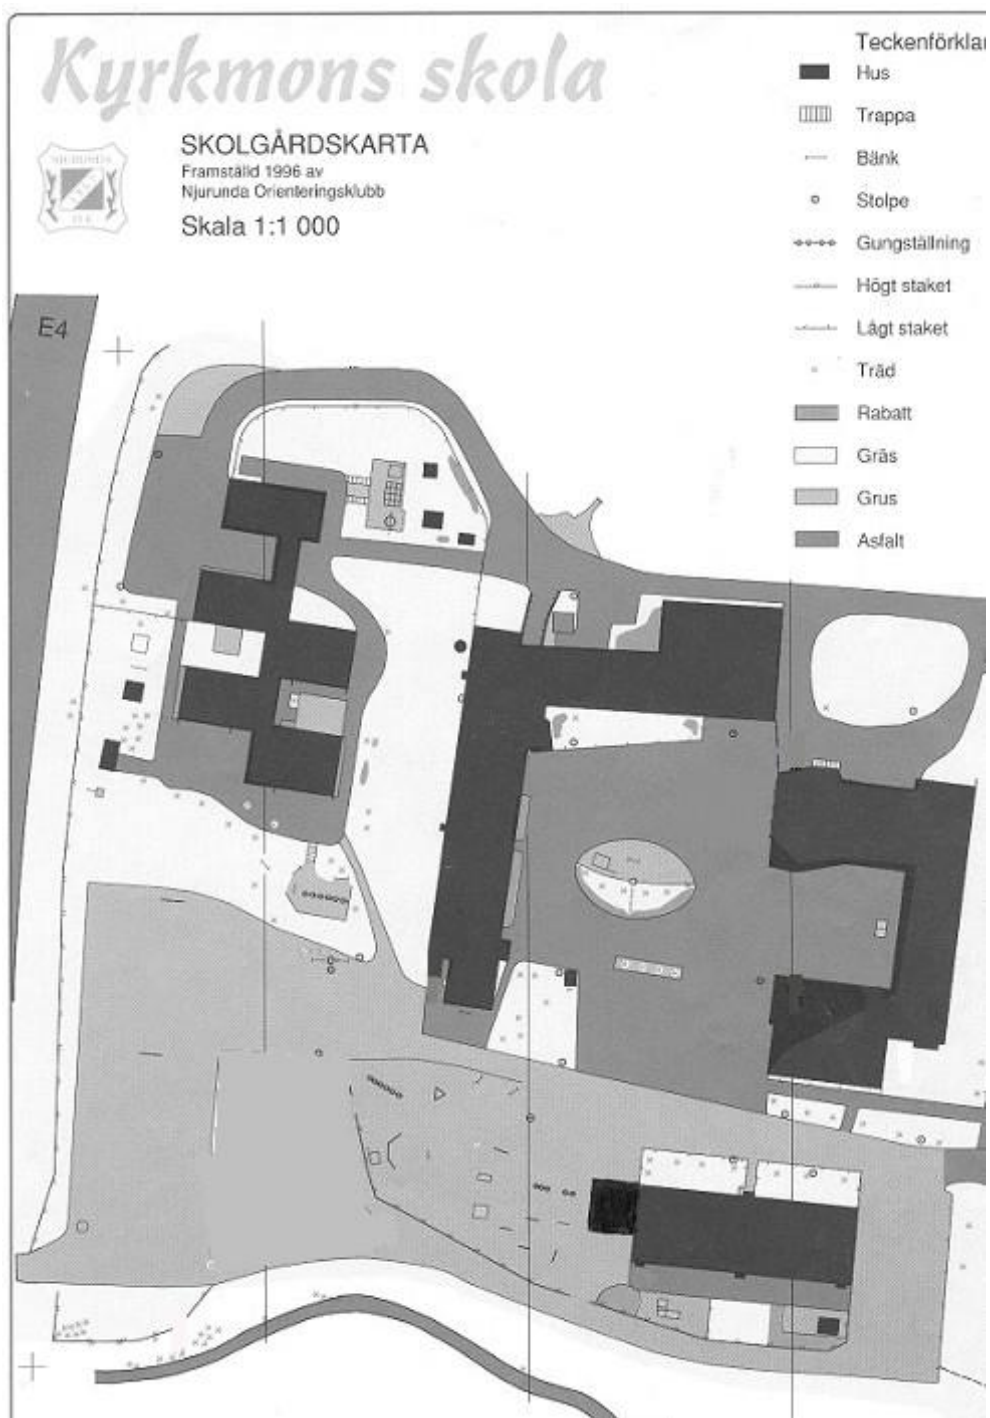 Kyrkmons skola
SKOLGÅRDSKARTA
Framställd 1996 av
Njurunda Orienteringsklubb
Skala 1:1 000
NJURUNDA
Teckenförklar
Hus
Trappa
Bänk
Stolpe
Gungställning
Högt staket
Lågt staket
Träd
Rabatt
Gräs
Grus
Asfalt
E4